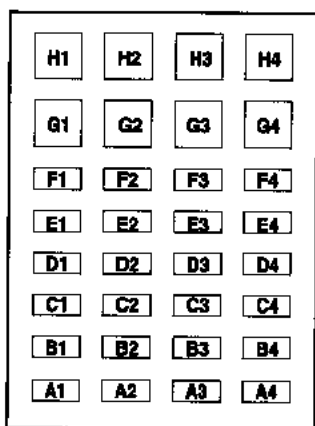 H1 H2 H3 H4
G1 G2 G3 G4
F1 F2 F3 F4
E1 E2 E3 E4
D1 D2 D3 D4
C1 C2 C3 C4
B1 B2 B3 B4
A1 A2 A3 A4